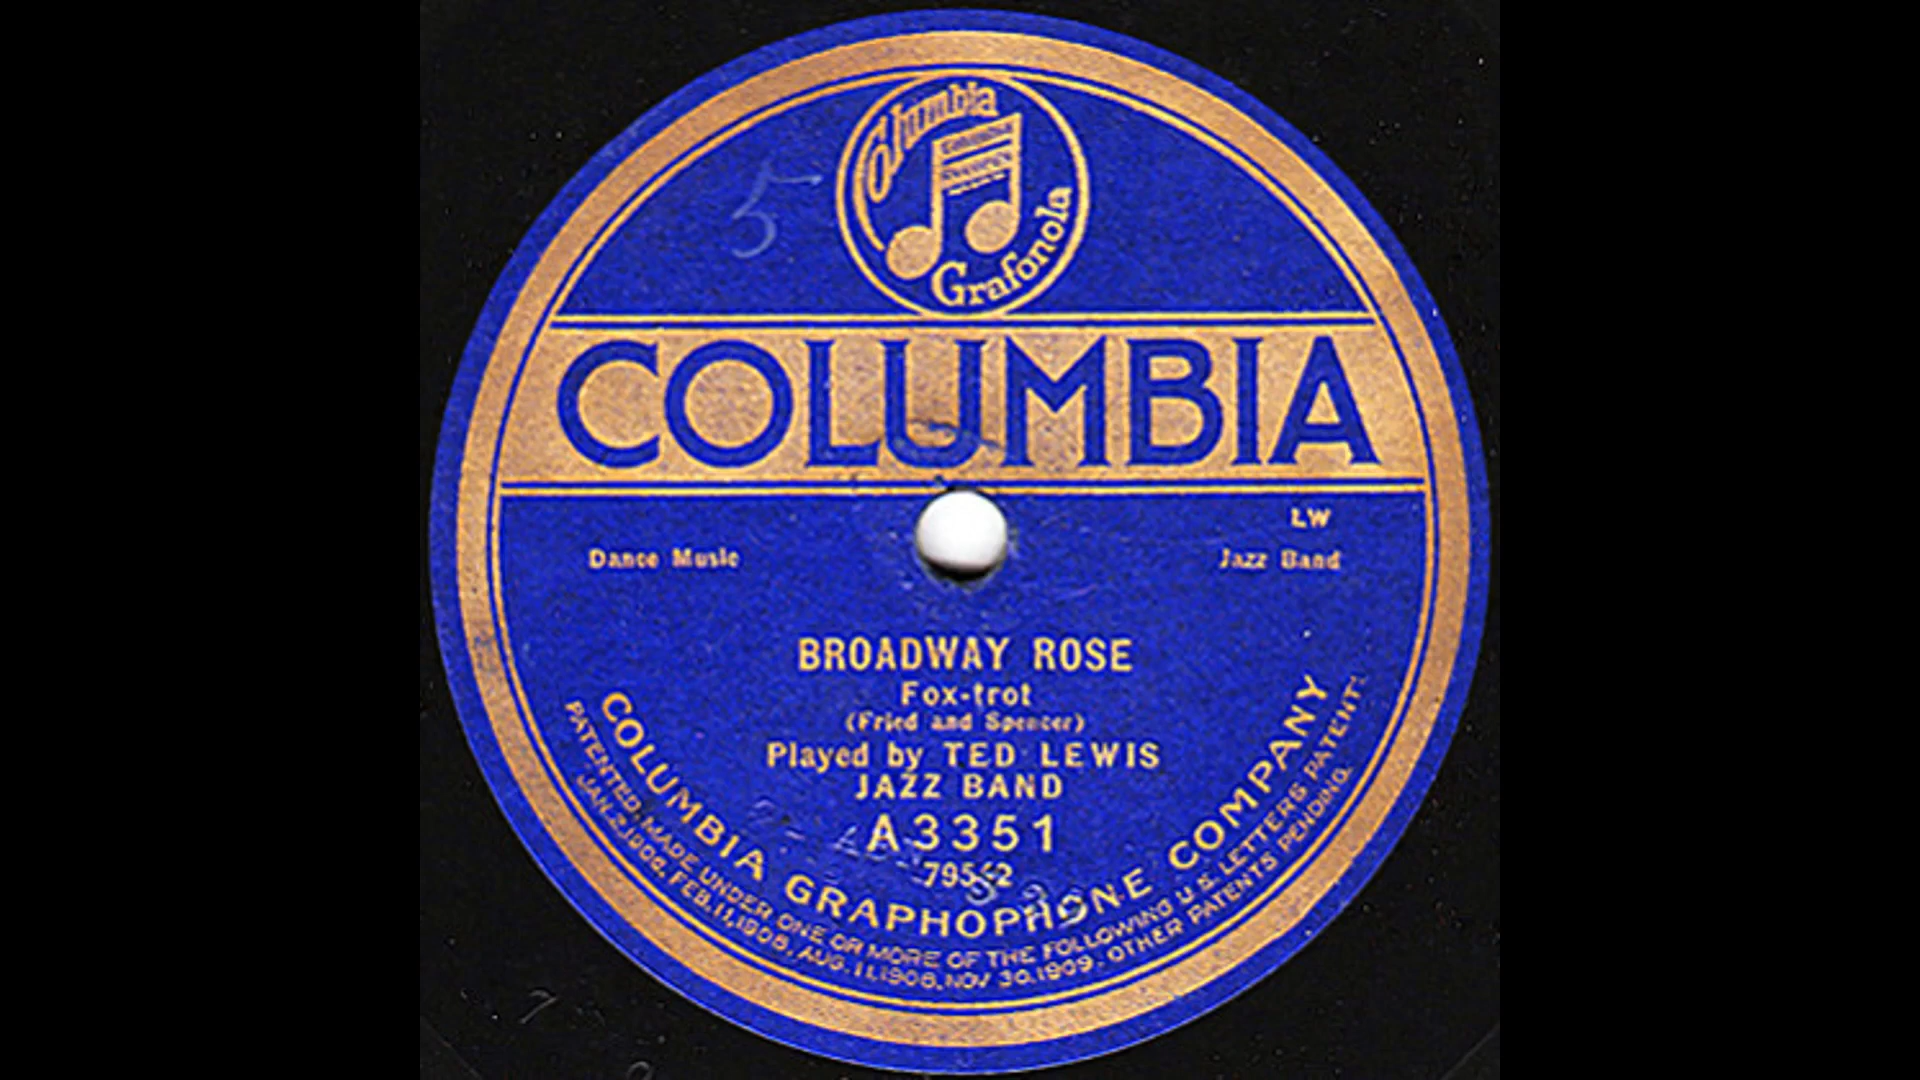 5
Columbia
Grafonola
COLUMBIA
LW
Dance Music
Jazz Band
BROADWAY ROSE
Fox-trot
(Fried and Spencer)
Played by TED LEWIS
JAZZ BAND
A3351
COLUMBIA GRAPHOPHONE COMPANY
PATENTED, MADE UNDER ONE OR MORE OF THE FOLLOWING U.S. LETTERS PATENT:
JAN.2,1906, FEB.11,1908, AUG.11,1908, NOV 30,1909. OTHER PATENTS PENDING.